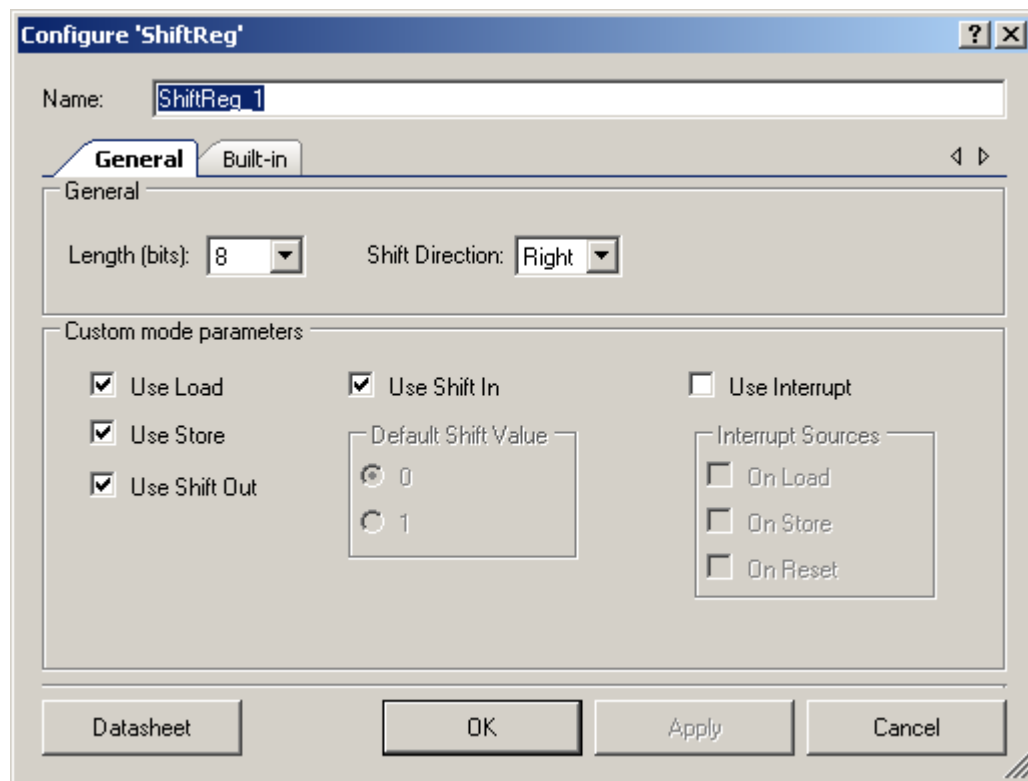 Configure 'ShiftReg'
Name: ShiftReg_1
General Built-in
General
Length (bits): 8 Shift Direction: Right
Custom mode parameters
Use Load Use Shift In Use Interrupt
Use Store Default Shift Value Interrupt Sources
0 On Load
Use Shift Out
1 On Store
On Reset
Datasheet OK Apply Cancel